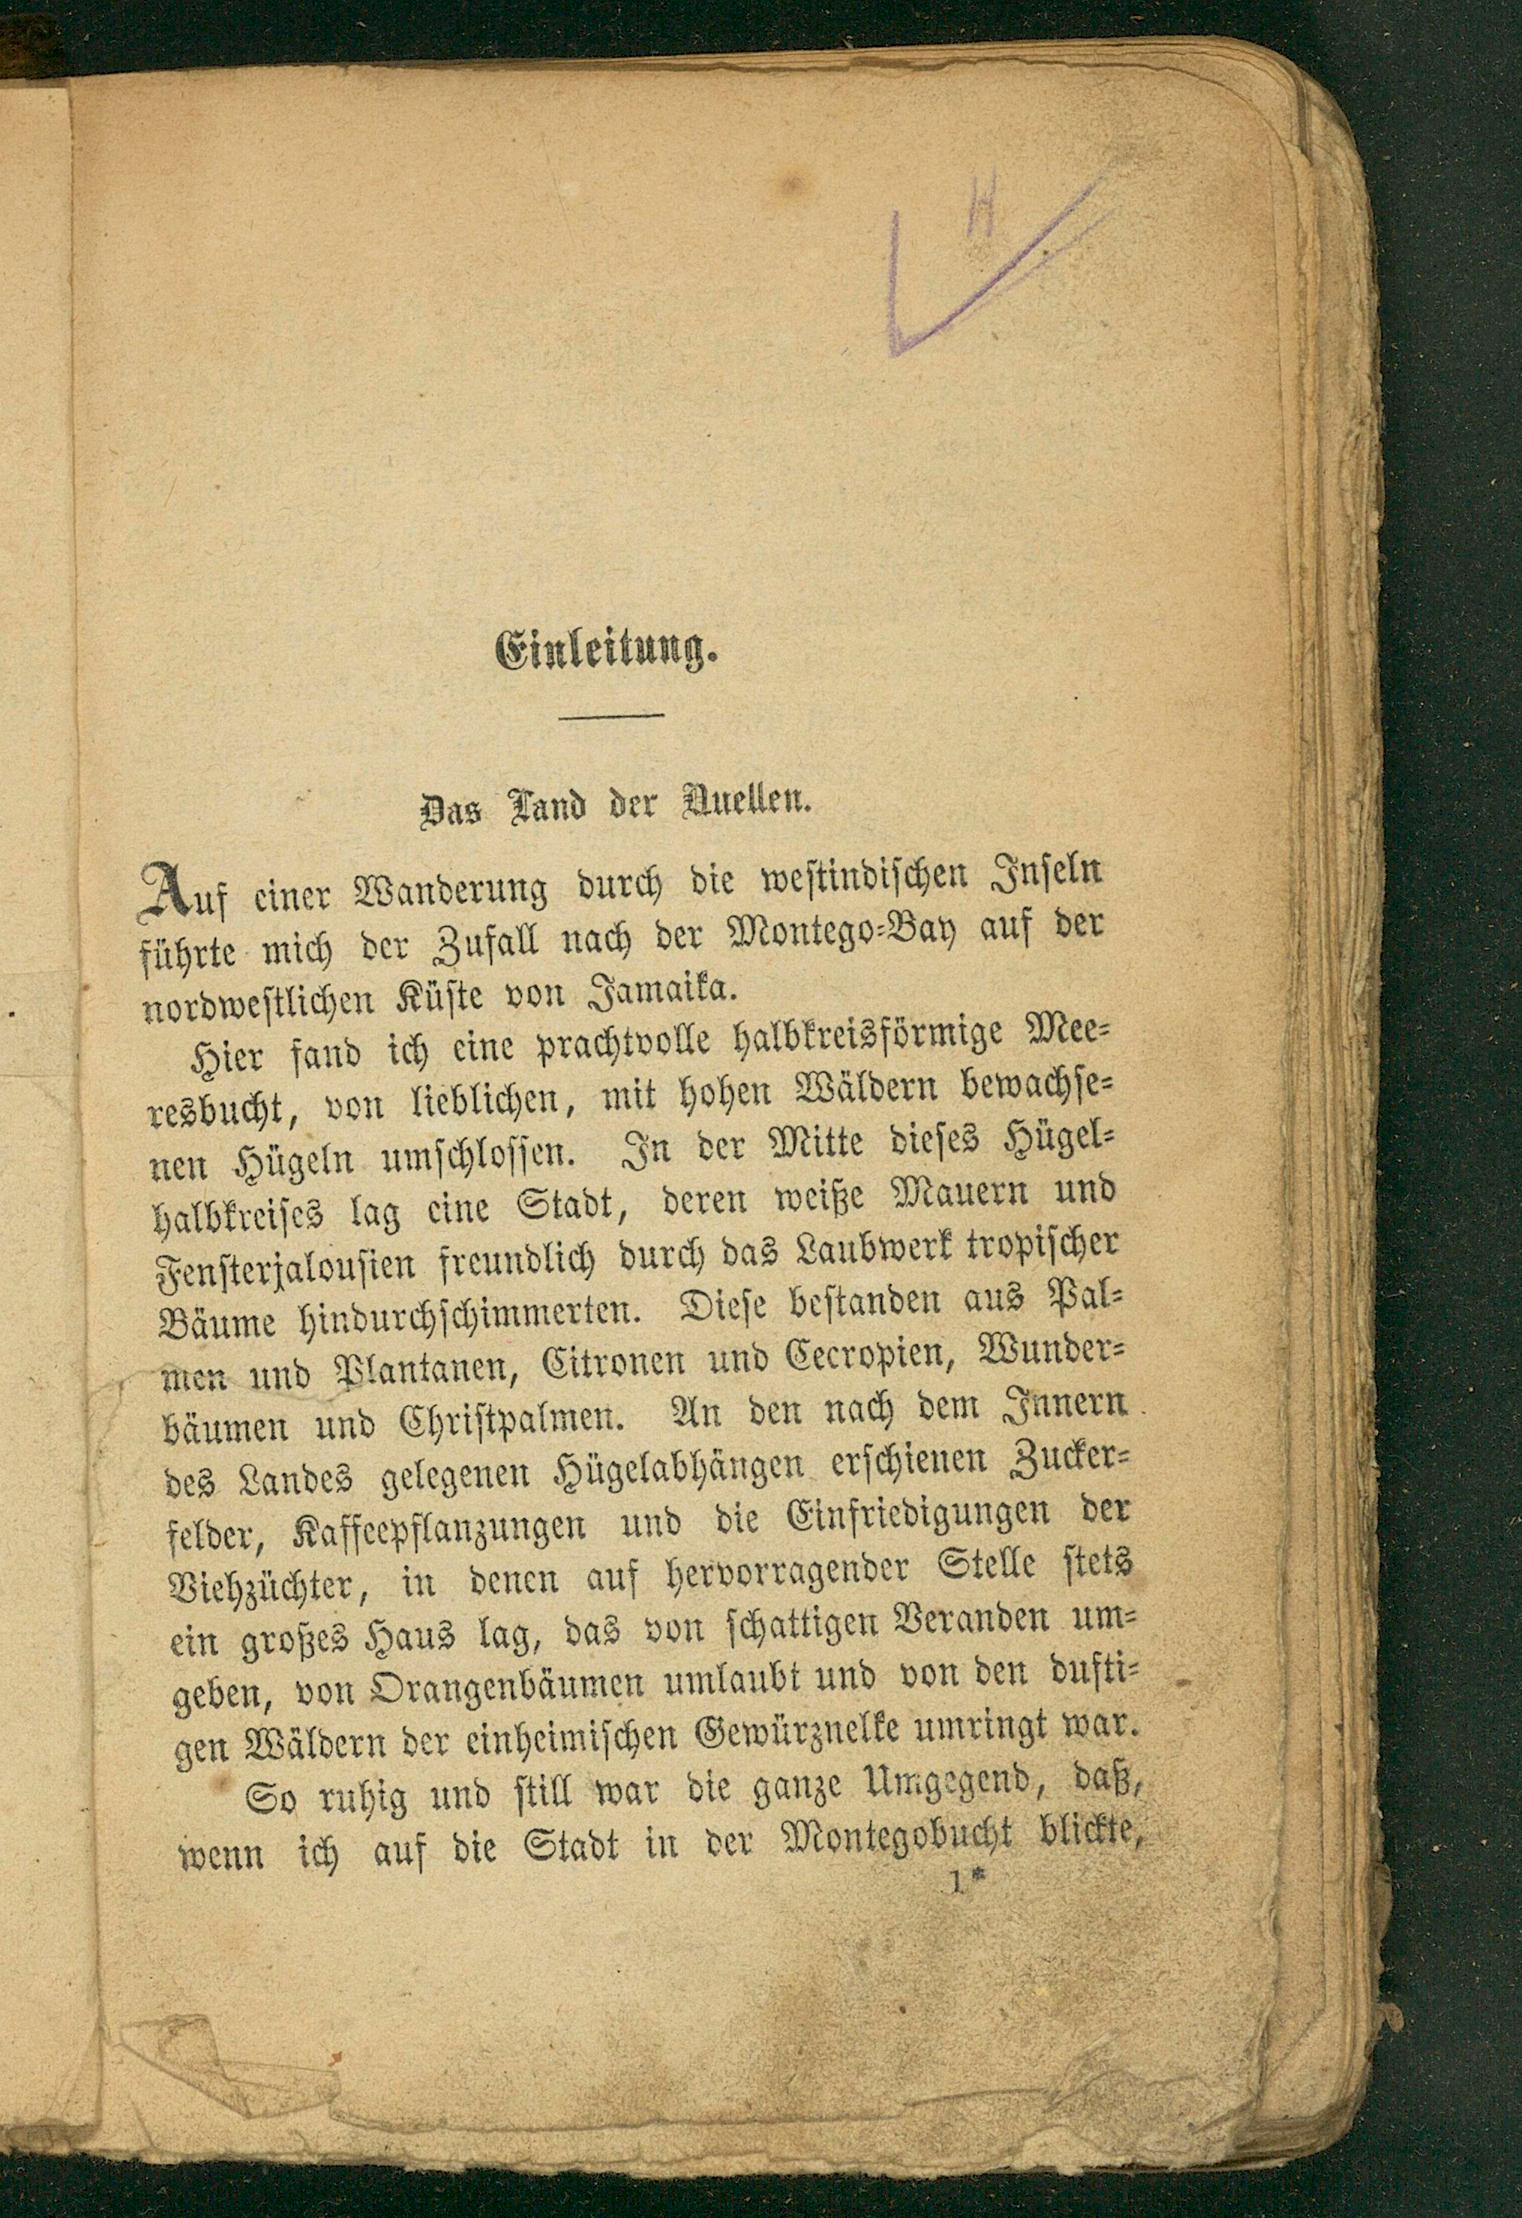 H
Einleitung.
Das Land der Quellen.
Auf einer Wanderung durch die westindischen Inseln
führte mich der Zufall nach der Montego-Bay auf der
nordwestlichen Küste von Jamaika.
Hier fand ich eine prachtvolle halbkreisförmige Mee-
resbucht, von lieblichen, mit hohen Wäldern bewachse-
nen Hügeln umschlossen. In der Mitte dieses Hügel-
halbkreises lag eine Stadt, deren weiße Mauern und
Fensterjalousien freundlich durch das Laubwerk tropischer
Bäume hindurchschimmerten. Diese bestanden aus Pal-
men und Plantanen, Citronen und Cecropien, Wunder-
bäumen und Christpalmen. An den nach dem Innern
des Landes gelegenen Hügelabhängen erschienen Zucker-
felder, Kaffeepflanzungen und die Einfriedigungen der
Viehzüchter, in denen auf hervorragender Stelle stets
ein großes Haus lag, das von schattigen Veranden um-
geben, von Orangenbäumen umlaubt und von den dufti-
gen Wäldern der einheimischen Gewürznelke umringt war.
So ruhig und still war die ganze Umgegend, daß,
wenn ich auf die Stadt in der Montegobucht blickte,
1*